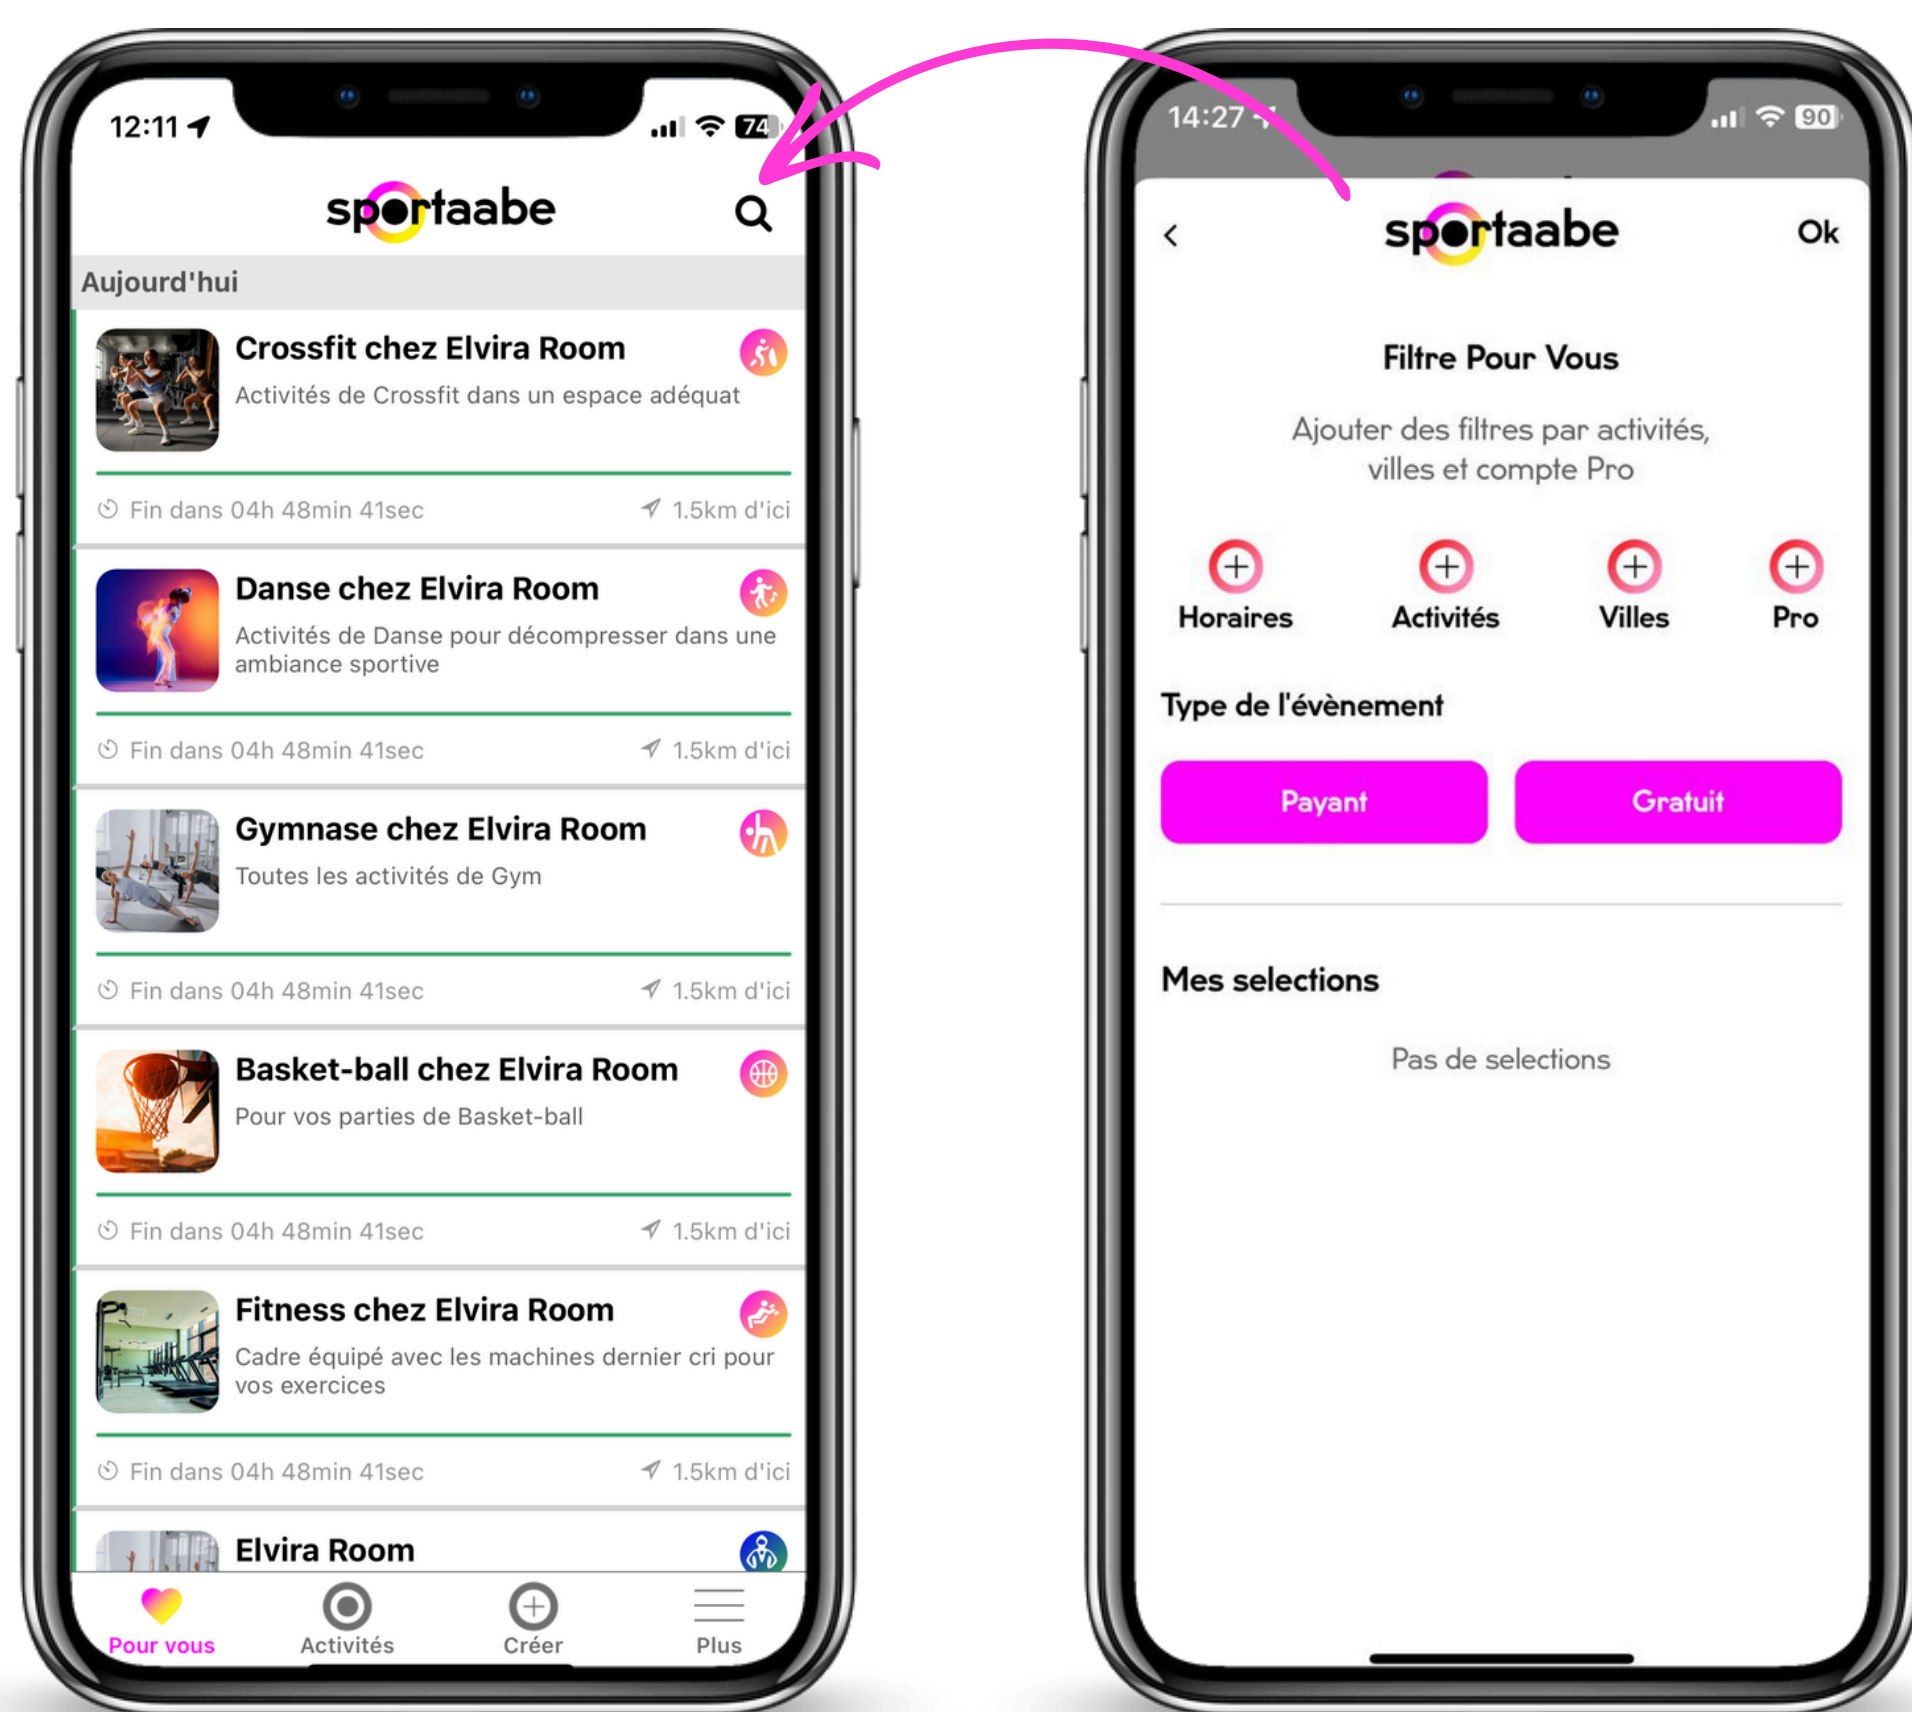 12:11
74
sportaabe
Aujourd'hui
Crossfit chez Elvira Room
Activités de Crossfit dans un espace adéquat
Fin dans 04h 48min 41sec
1.5km d'ici
Danse chez Elvira Room
Activités de Danse pour décompresser dans une
ambiance sportive
Fin dans 04h 48min 41sec
1.5km d'ici
Gymnase chez Elvira Room
Toutes les activités de Gym
Fin dans 04h 48min 41sec
1.5km d'ici
Basket-ball chez Elvira Room
Pour vos parties de Basket-ball
Fin dans 04h 48min 41sec
1.5km d'ici
Fitness chez Elvira Room
Cadre équipé avec les machines dernier cri pour
vos exercices
Fin dans 04h 48min 41sec
1.5km d'ici
Elvira Room
Pour vous
Activités
Créer
Plus
14:27
90
sportaabe
Ok
Filtre Pour Vous
Ajouter des filtres par activités,
villes et compte Pro
Horaires
Activités
Villes
Pro
Type de l'évènement
Payant
Gratuit
Mes selections
Pas de selections